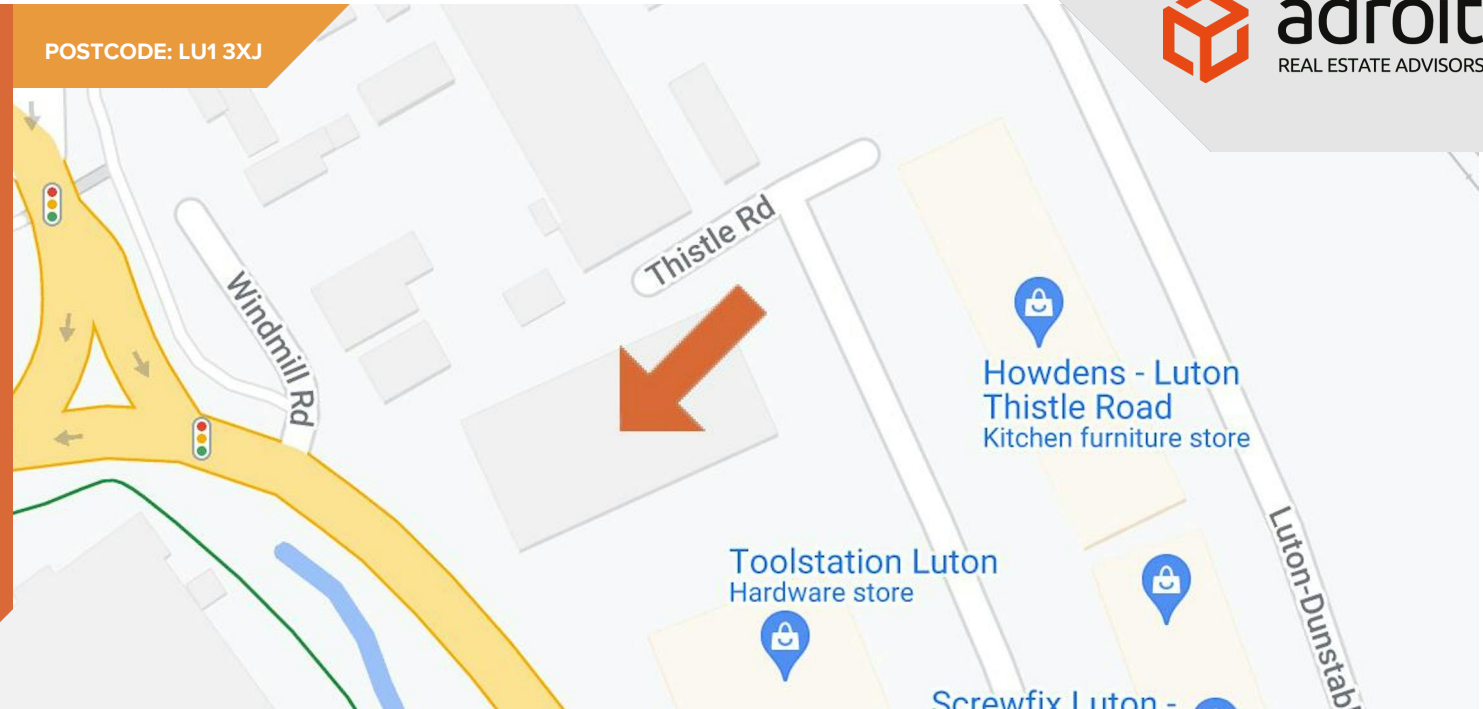 POSTCODE: LU1 3XJ
adroit
REAL ESTATE ADVISORS
Thistle Rd
Windmill Rd
Howdens - Luton
Thistle Road
Kitchen furniture store
Toolstation Luton
Hardware store
Luton-Dunstabl
Screwfix Luton -